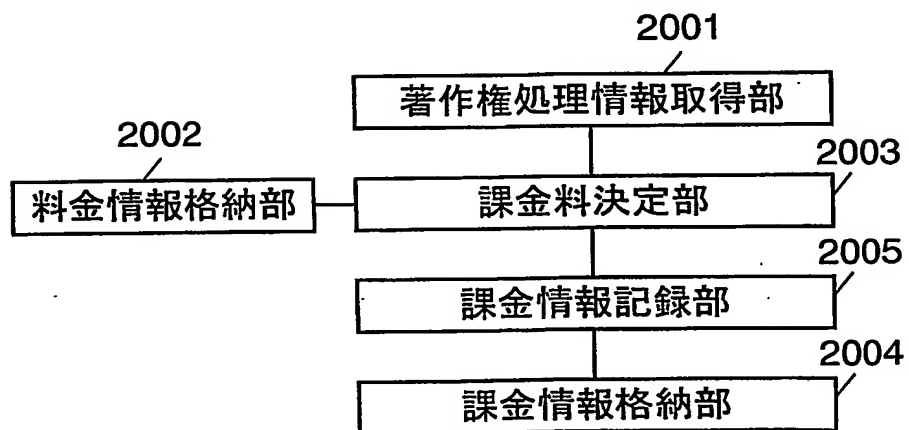 2001
著作権処理情報取得部
2002
2003
料金情報格納部
課金料決定部
2005
課金情報記録部
2004
課金情報格納部